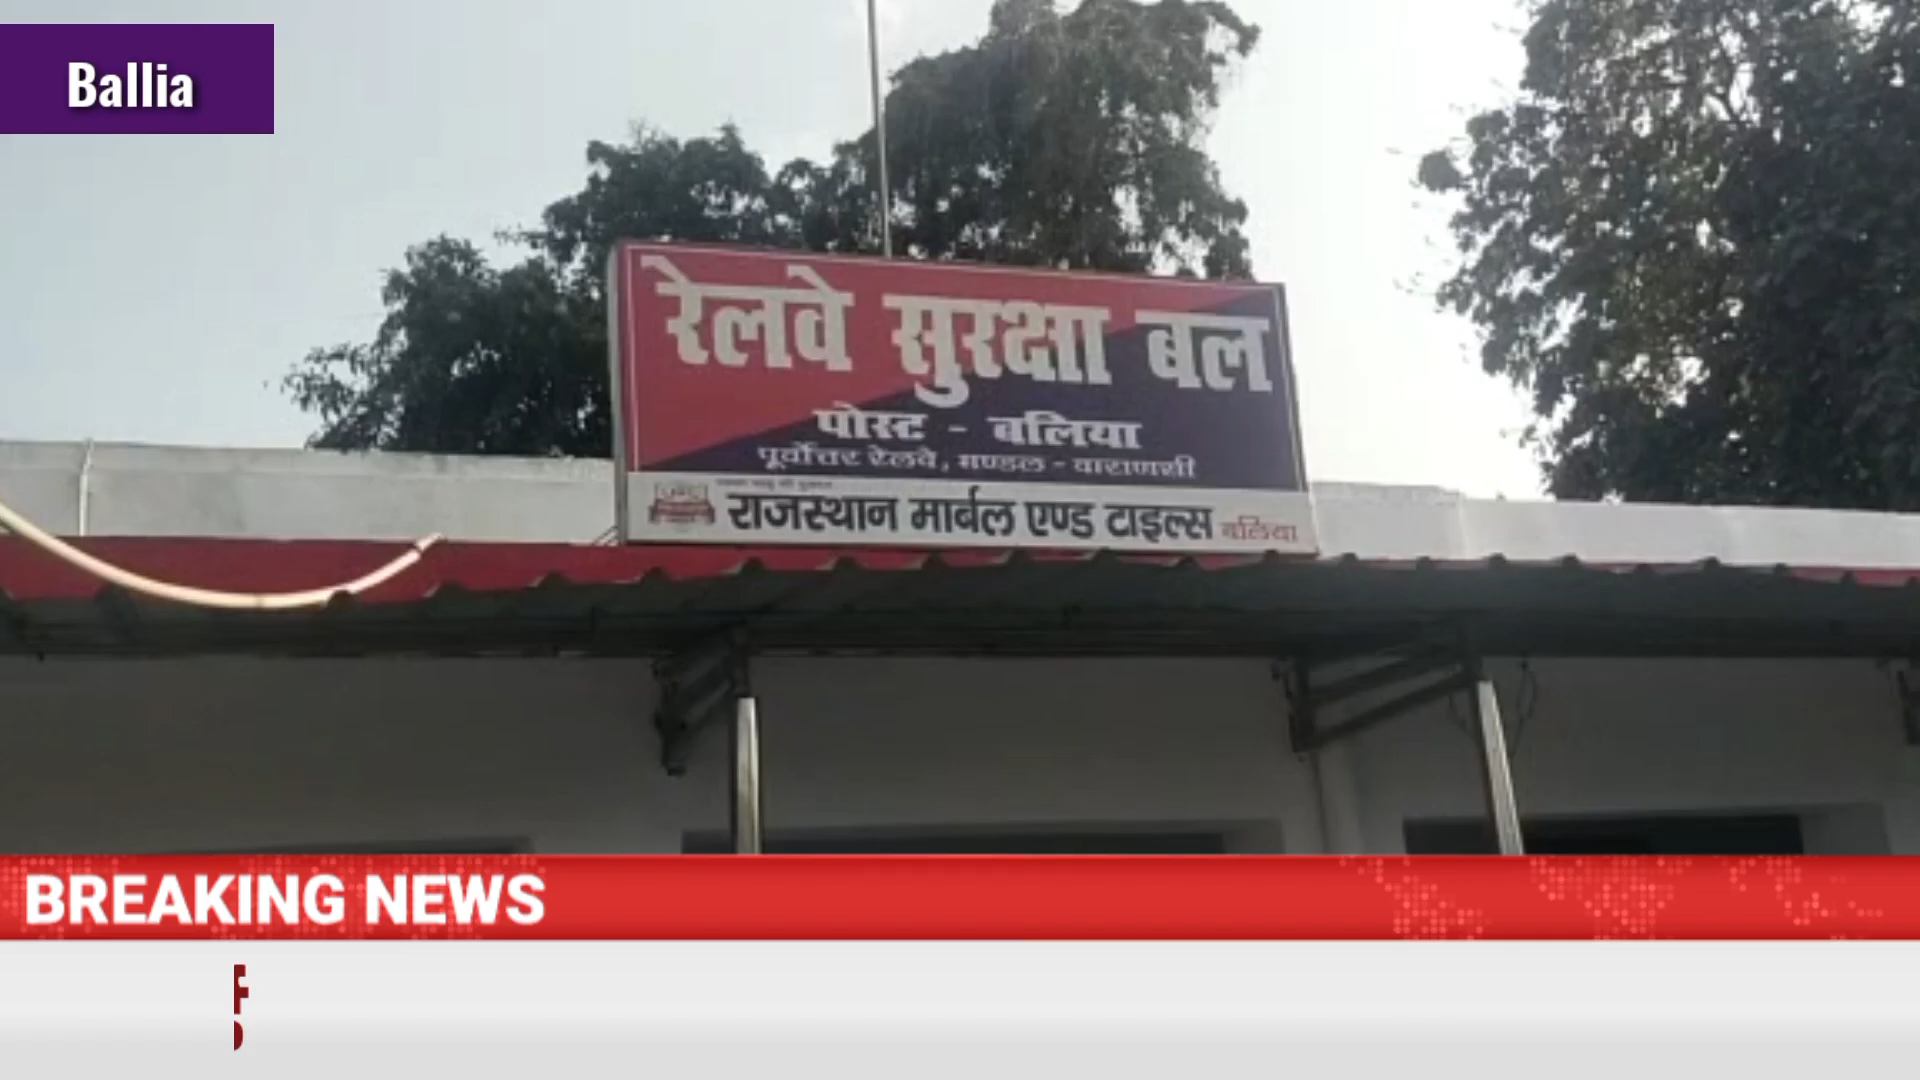 Ballia
रेलवे सुरक्षा बल
पोस्ट - बलिया
पूर्वोत्तर रेलवे, मण्डल - वाराणसी
राजस्थान मार्बल एण्ड टाइल्स बलिया
BREAKING NEWS